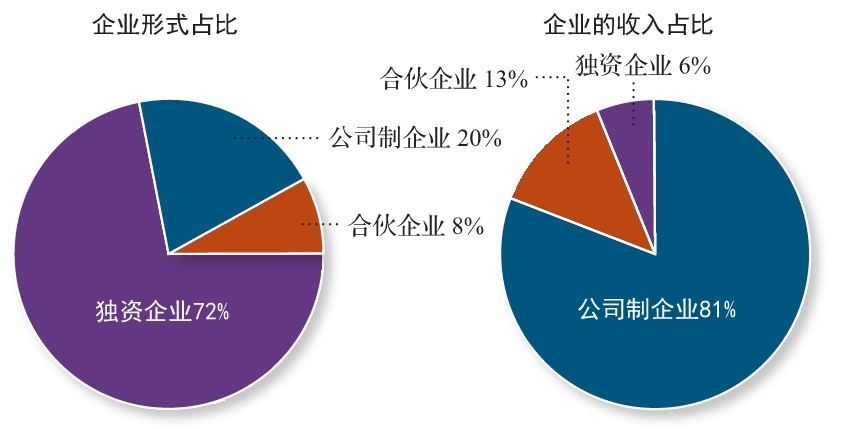 企业形式占比
公司制企业 20%
合伙企业 8%
独资企业72%
企业的收入占比
独资企业 6%
合伙企业 13%
公司制企业81%